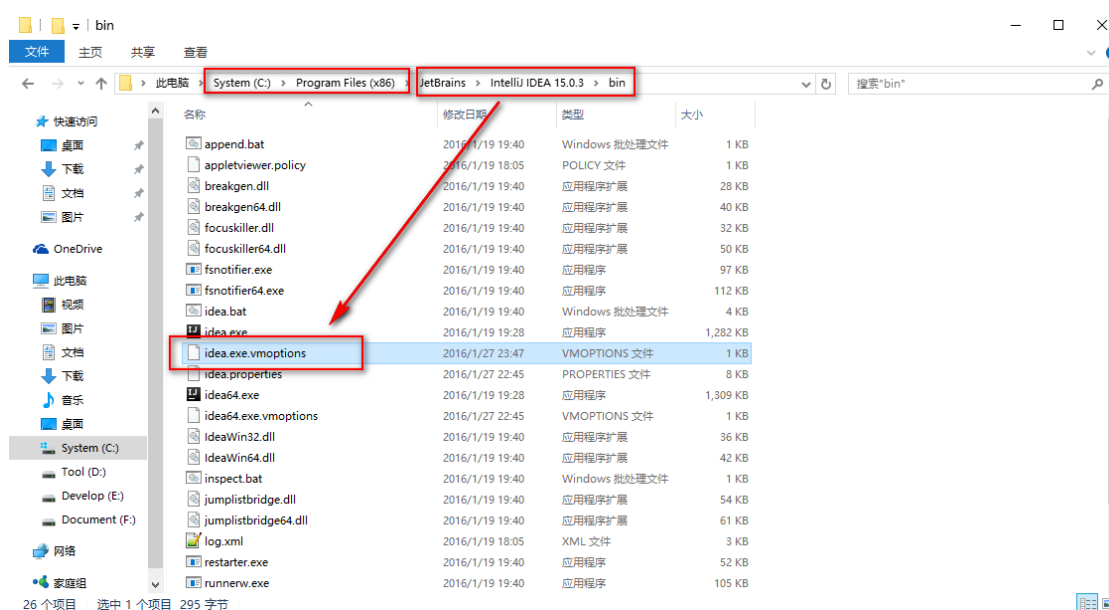 bin
文件 主页 共享 查看
此电脑 System (C:) Program Files (x86) JetBrains IntelliJ IDEA 15.0.3 bin 搜索"bin"
名称 修改日期 类型 大小
快速访问
桌面
下载
文档
图片
OneDrive
此电脑
视频
图片
文档
下载
音乐
桌面
System (C:)
Tool (D:)
Develop (E:)
Document (F:)
网络
家庭组
append.bat 2016/1/19 19:40 Windows 批处理文件 1 KB
appletviewer.policy 2016/1/19 18:05 POLICY 文件 1 KB
breakgen.dll 2016/1/19 19:40 应用程序扩展 28 KB
breakgen64.dll 2016/1/19 19:40 应用程序扩展 40 KB
focuskiller.dll 2016/1/19 19:40 应用程序扩展 32 KB
focuskiller64.dll 2016/1/19 19:40 应用程序扩展 50 KB
fsnotifier.exe 2016/1/19 19:40 应用程序 97 KB
fsnotifier64.exe 2016/1/19 19:40 应用程序 112 KB
idea.bat 2016/1/19 19:40 Windows 批处理文件 4 KB
idea.exe 2016/1/19 19:28 应用程序 1,282 KB
idea.exe.vmoptions 2016/1/27 23:47 VMOPTIONS 文件 1 KB
idea.properties 2016/1/27 22:45 PROPERTIES 文件 8 KB
idea64.exe 2016/1/19 19:28 应用程序 1,309 KB
idea64.exe.vmoptions 2016/1/27 22:45 VMOPTIONS 文件 1 KB
IdeaWin32.dll 2016/1/19 19:40 应用程序扩展 36 KB
IdeaWin64.dll 2016/1/19 19:40 应用程序扩展 42 KB
inspect.bat 2016/1/19 19:40 Windows 批处理文件 1 KB
jumplistbridge.dll 2016/1/19 19:40 应用程序扩展 54 KB
jumplistbridge64.dll 2016/1/19 19:40 应用程序扩展 61 KB
log.xml 2016/1/19 18:05 XML 文件 3 KB
restarter.exe 2016/1/19 19:40 应用程序 52 KB
runnerw.exe 2016/1/19 19:40 应用程序 105 KB
26 个项目 选中 1 个项目 295 字节